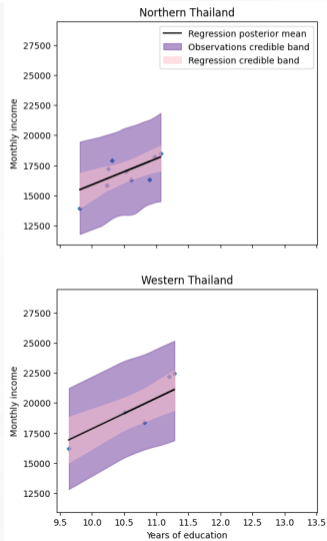 Northern Thailand
Regression posterior mean
Observations credible band
Regression credible band
27500
25000
22500
20000
17500
15000
12500
Monthly income
Western Thailand
27500
25000
22500
20000
17500
15000
12500
Monthly income
9.5 10.0 10.5 11.0 11.5 12.0 12.5 13.0 13.5
Years of education